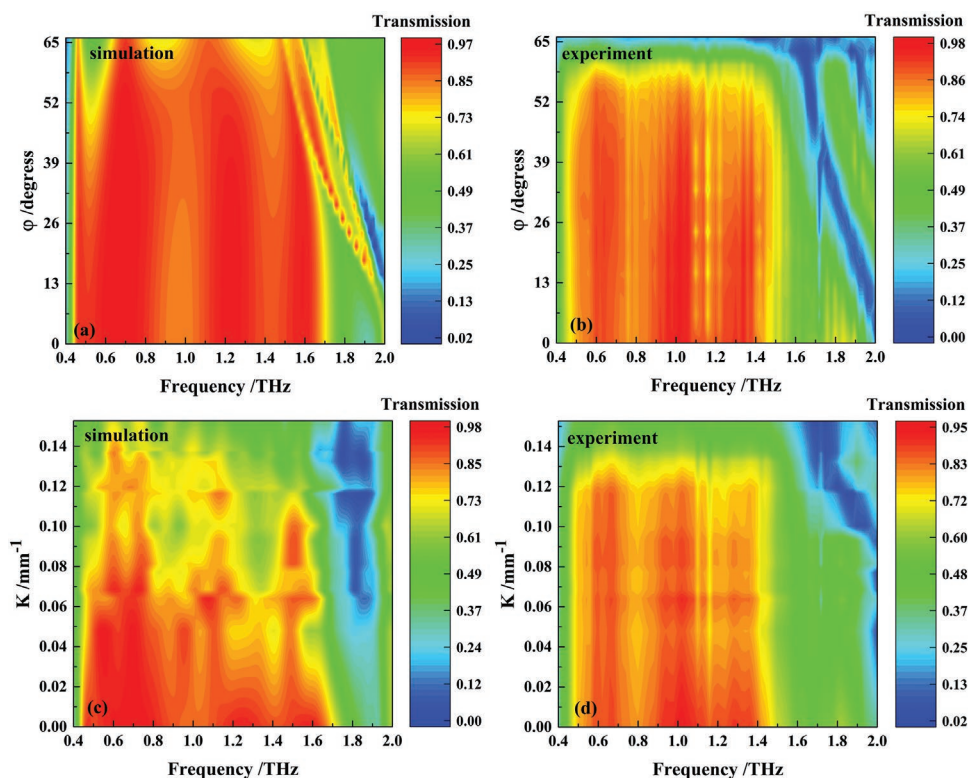 Transmission
simulation
φ /degress
65
52
39
26
13
0
(a)
0.4 0.6 0.8 1.0 1.2 1.4 1.6 1.8 2.0
Frequency /THz
0.97
0.85
0.73
0.61
0.49
0.37
0.25
0.13
0.02
Transmission
experiment
φ /degress
65
52
39
26
13
0
(b)
0.4 0.6 0.8 1.0 1.2 1.4 1.6 1.8 2.0
Frequency /THz
0.98
0.86
0.74
0.61
0.49
0.37
0.25
0.13
0.00
Transmission
simulation
K /mm⁻¹
0.14
0.12
0.10
0.08
0.06
0.04
0.02
0.00
(c)
0.4 0.6 0.8 1.0 1.2 1.4 1.6 1.8 2.0
Frequency /THz
0.98
0.85
0.73
0.61
0.49
0.37
0.24
0.12
0.00
Transmission
experiment
K /mm⁻¹
0.14
0.12
0.10
0.08
0.06
0.04
0.02
0.00
(d)
0.4 0.6 0.8 1.0 1.2 1.4 1.6 1.8 2.0
Frequency /THz
0.95
0.83
0.72
0.60
0.48
0.37
0.25
0.13
0.02